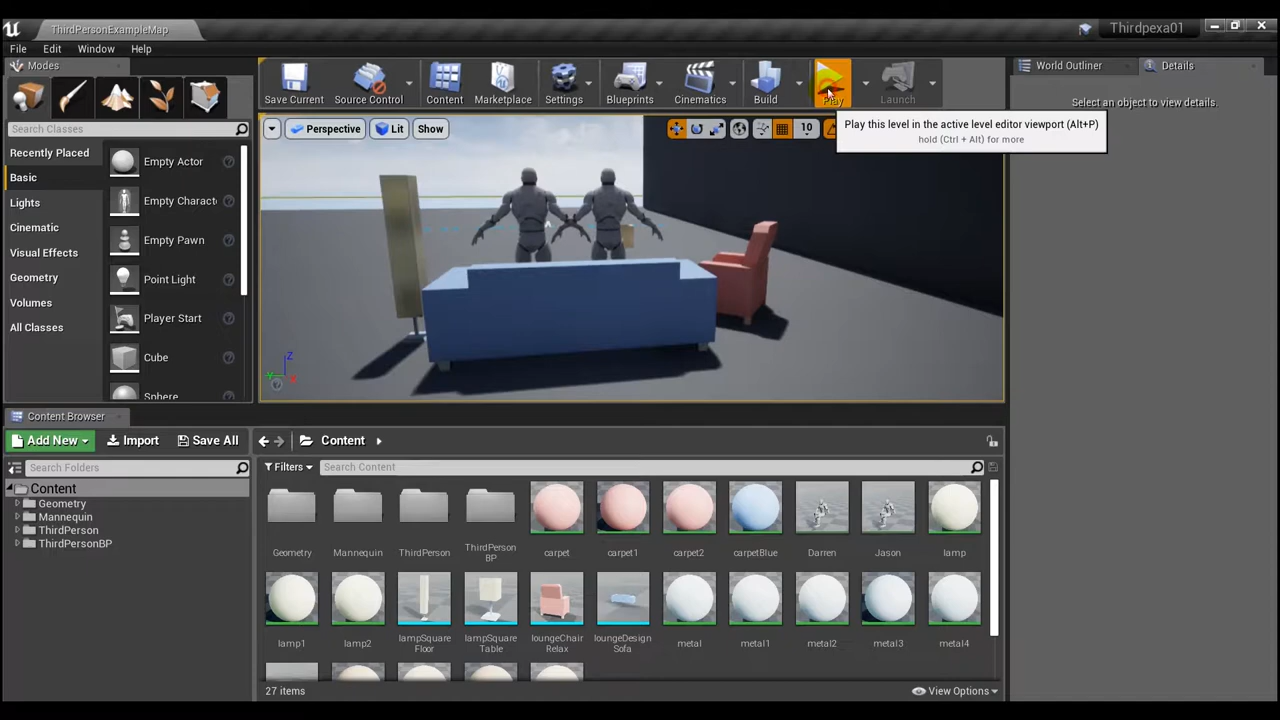 ThirdPersonExampleMap
Thirdpexa01
File Edit Window Help
Modes
Search Classes
Recently Placed
Basic
Lights
Cinematic
Visual Effects
Geometry
Volumes
All Classes
Empty Actor
Empty Charact
Empty Pawn
Point Light
Player Start
Cube
Sphere
Save Current
Source Control
Content
Marketplace
Settings
Blueprints
Cinematics
Build
Play
Launch
Play this level in the active level editor viewport (Alt+P)
hold (Ctrl + Alt) for more
Perspective
Lit
Show
10
Z
Y
X
World Outliner
Details
Select an object to view details.
Content Browser
Add New
Import
Save All
Content
Search Folders
Filters
Search Content
Content
Geometry
Mannequin
ThirdPerson
ThirdPersonBP
Geometry
Mannequin
ThirdPerson
ThirdPerson
BP
carpet
carpet1
carpet2
carpetBlue
Darren
Jason
lamp
lamp1
lamp2
lampSquare
Floor
lampSquare
Table
loungeChair
Relax
loungeDesign
Sofa
metal
metal1
metal2
metal3
metal4
27 items
View Options